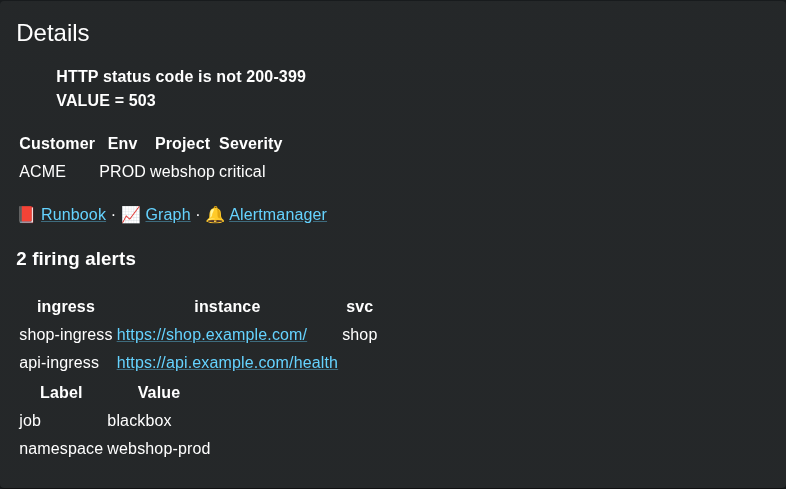 Details
HTTP status code is not 200-399
VALUE = 503
Customer Env Project Severity
ACME PROD webshop critical
📕 Runbook · 📈 Graph · 🔔 Alertmanager
2 firing alerts
ingress instance svc
shop-ingress https://shop.example.com/ shop
api-ingress https://api.example.com/health
Label Value
job blackbox
namespace webshop-prod